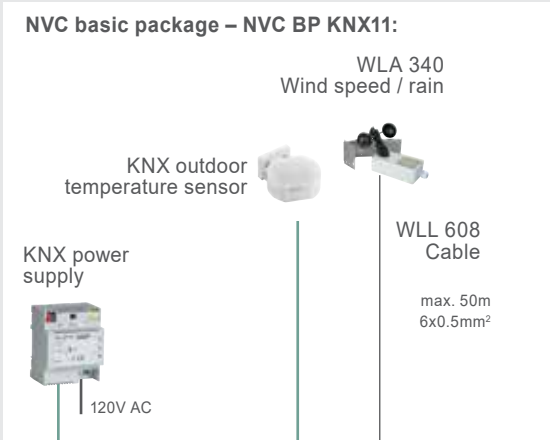 NVC basic package – NVC BP KNX11:
WLA 340
Wind speed / rain
KNX outdoor
temperature sensor
WLL 608
Cable
KNX power
supply
max. 50m
6x0.5mm²
120V AC